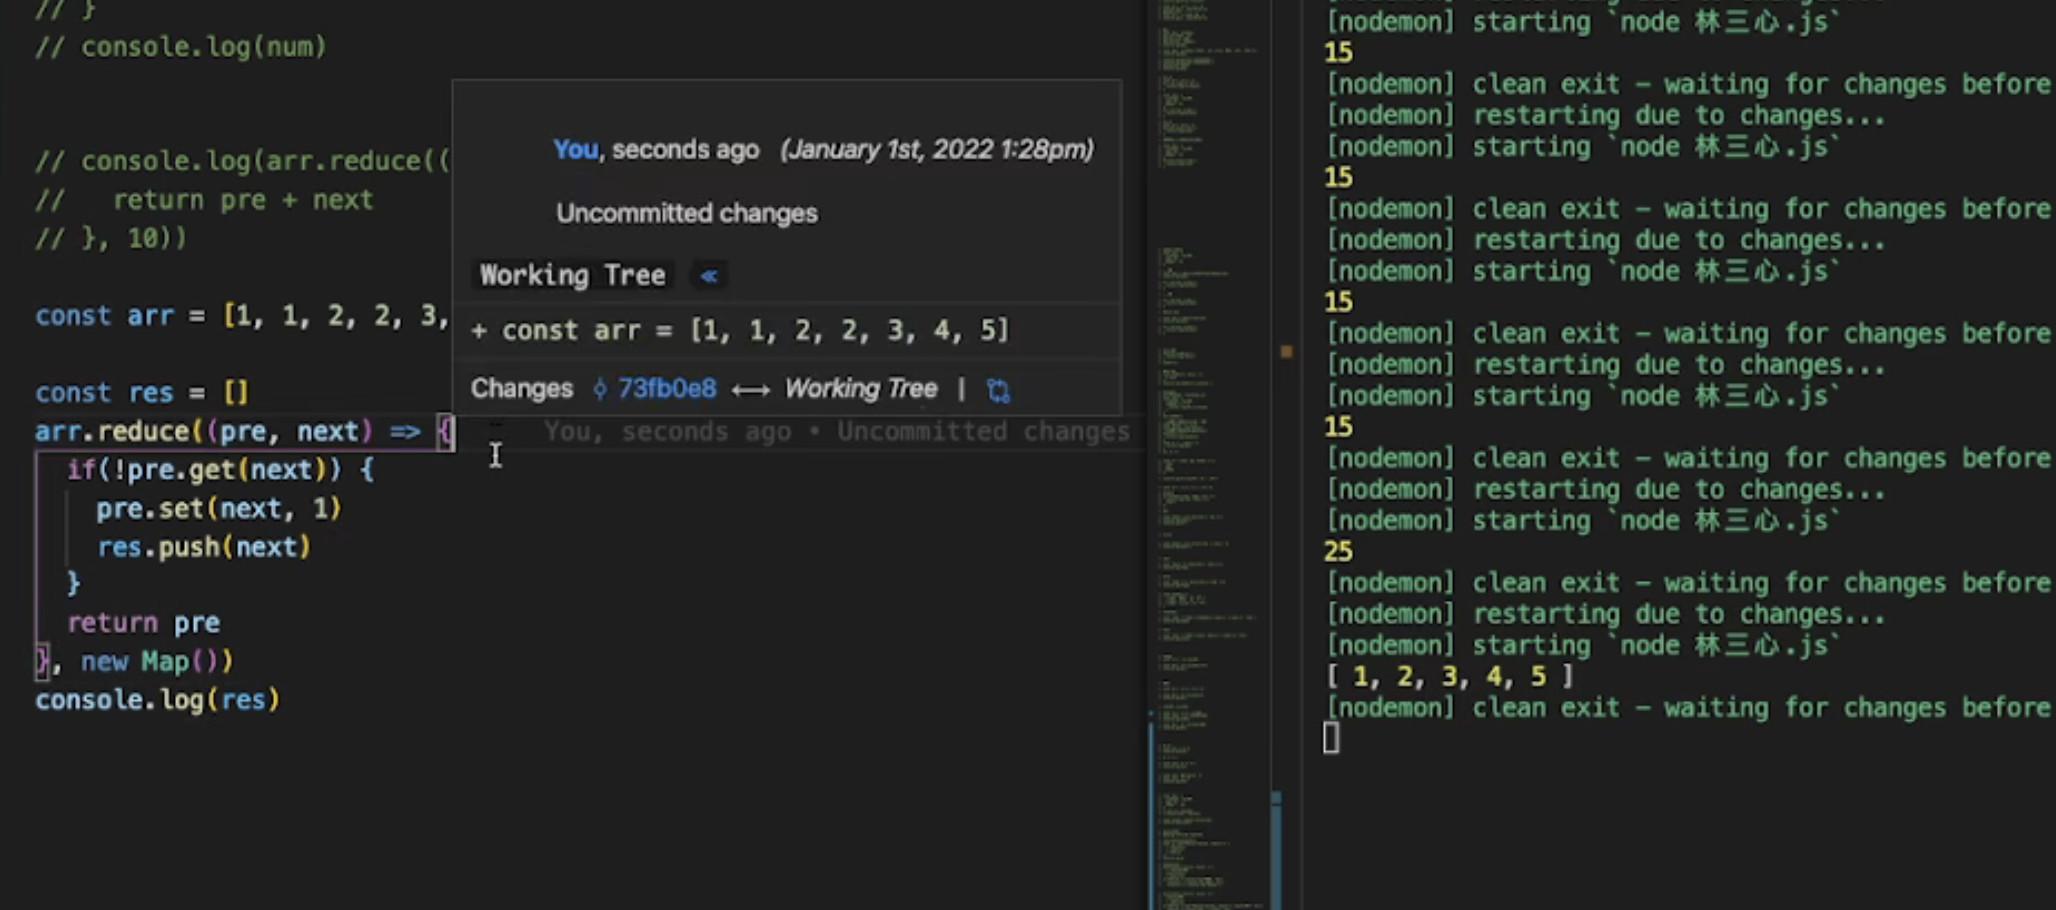 // }
// console.log(num)
// console.log(arr.reduce((
//   return pre + next
// }, 10))
const arr = [1, 1, 2, 2, 3,
const res = []
arr.reduce((pre, next) => {
You, seconds ago • Uncommitted changes
if(!pre.get(next)) {
pre.set(next, 1)
res.push(next)
}
return pre
}, new Map())
console.log(res)
You, seconds ago (January 1st, 2022 1:28pm)
Uncommitted changes
Working Tree «
+ const arr = [1, 1, 2, 2, 3, 4, 5]
Changes 73fb0e8 ⟷ Working Tree |
[nodemon] starting `node 林三心.js`
15
[nodemon] clean exit - waiting for changes before
[nodemon] restarting due to changes...
[nodemon] starting `node 林三心.js`
15
[nodemon] clean exit - waiting for changes before
[nodemon] restarting due to changes...
[nodemon] starting `node 林三心.js`
15
[nodemon] clean exit - waiting for changes before
[nodemon] restarting due to changes...
[nodemon] starting `node 林三心.js`
15
[nodemon] clean exit - waiting for changes before
[nodemon] restarting due to changes...
[nodemon] starting `node 林三心.js`
25
[nodemon] clean exit - waiting for changes before
[nodemon] restarting due to changes...
[nodemon] starting `node 林三心.js`
[ 1, 2, 3, 4, 5 ]
[nodemon] clean exit - waiting for changes before